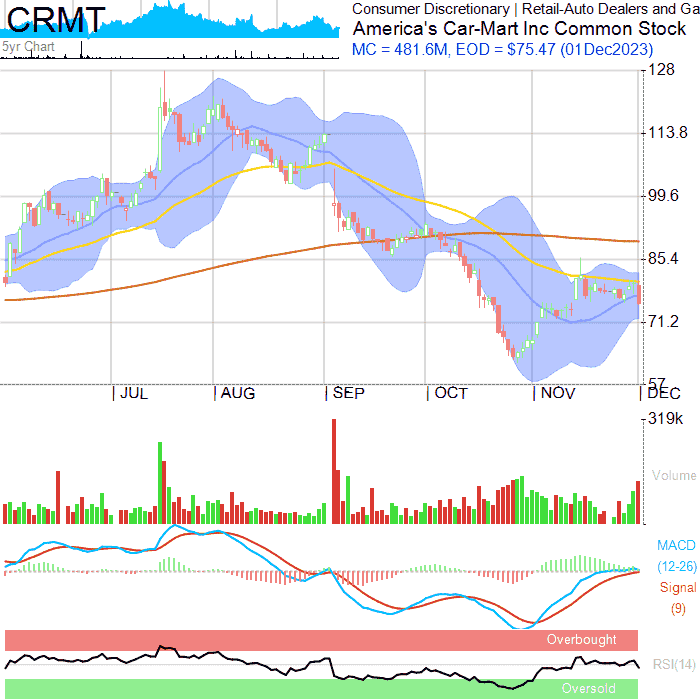 CRMT
5yr Chart
Consumer Discretionary | Retail-Auto Dealers and Ga
America's Car-Mart Inc Common Stock
MC = 481.6M, EOD = $75.47 (01Dec2023)
128
113.8
99.6
85.4
71.2
57
JUL AUG SEP OCT NOV DEC
319k
Volume
MACD
(12-26)
Signal
(9)
Overbought
RSI(14)
Oversold